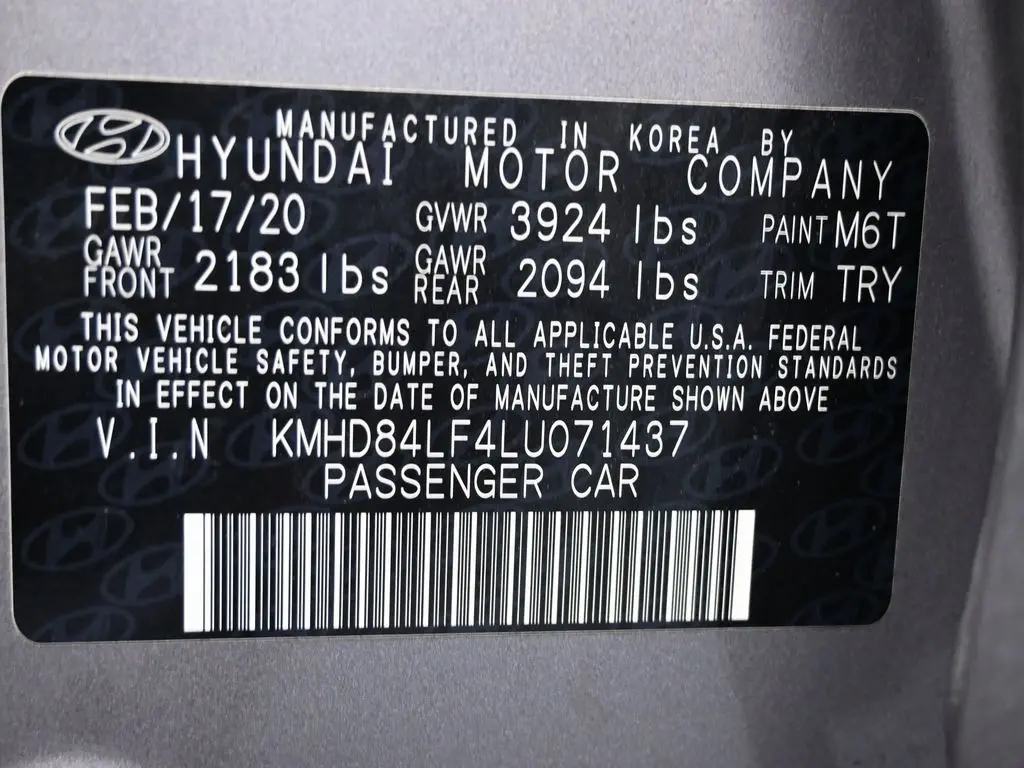 MANUFACTURED IN KOREA BY
HYUNDAI MOTOR COMPANY
FEB/17/20 GVWR 3924 lbs PAINT M6T
GAWR FRONT 2183 lbs GAWR REAR 2094 lbs TRIM TRY
THIS VEHICLE CONFORMS TO ALL APPLICABLE U.S.A. FEDERAL
MOTOR VEHICLE SAFETY, BUMPER, AND THEFT PREVENTION STANDARDS
IN EFFECT ON THE DATE OF MANUFACTURE SHOWN ABOVE
V.I.N KMHD84LF4LU071437
PASSENGER CAR